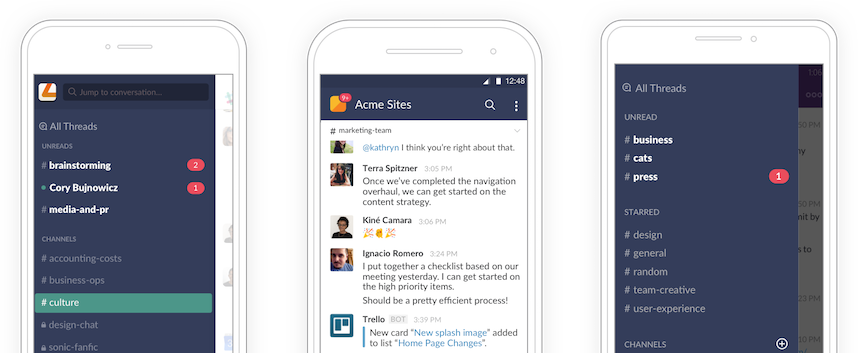 Jump to conversation...
All Threads
UNREADS
# brainstorming 2
Cory Bujnowicz 1
# media-and-pr
CHANNELS
# accounting-costs
# business-ops
# culture
design-chat
sonic-fanfic
12:48
9+ Acme Sites
# marketing-team
@kathryn I think you're right about that.
Terra Spitzner 3:05 PM
Once we've completed the navigation
overhaul, we can get started on the
content strategy.
Kiné Camara 3:06 PM
🎉✌️🎉
Ignacio Romero 3:24 PM
I put together a checklist based on our
meeting yesterday. I can get started on
the high priority items.
Should be a pretty efficient process!
Trello BOT 3:39 PM
New card "New splash image" added
to list "Home Page Changes".
All Threads
UNREAD
# business
# cats
# press 1
STARRED
# design
# general
# random
# team-creative
# user-experience
CHANNELS